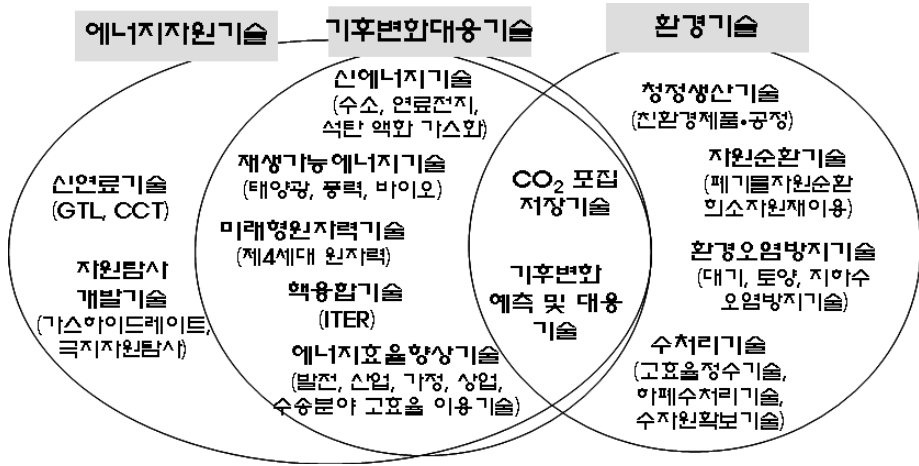 에너지자원기술
기후변화대응기술
환경기술
신연료기술
(GTL, CCT)
자원탐사
개발기술
(가스하이드레이트,
극지자원탐사)
신에너지기술
(수소, 연료전지,
석탄 액화 가스화)
재생가능에너지기술
(태양광, 풍력, 바이오)
미래형원자력기술
(제4세대 원자력)
핵융합기술
(ITER)
에너지효율향상기술
(발전, 산업, 가정, 상업,
수송분야 고효율 이용기술)
CO₂ 포집
저장기술
기후변화
예측 및 대응
기술
청정생산기술
(친환경제품•공정)
자원순환기술
(폐기물자원순환
희소자원재이용)
환경오염방지기술
(대기, 토양, 지하수
오염방지기술)
수처리기술
(고효율정수기술,
하폐수처리기술,
수자원확보기술)